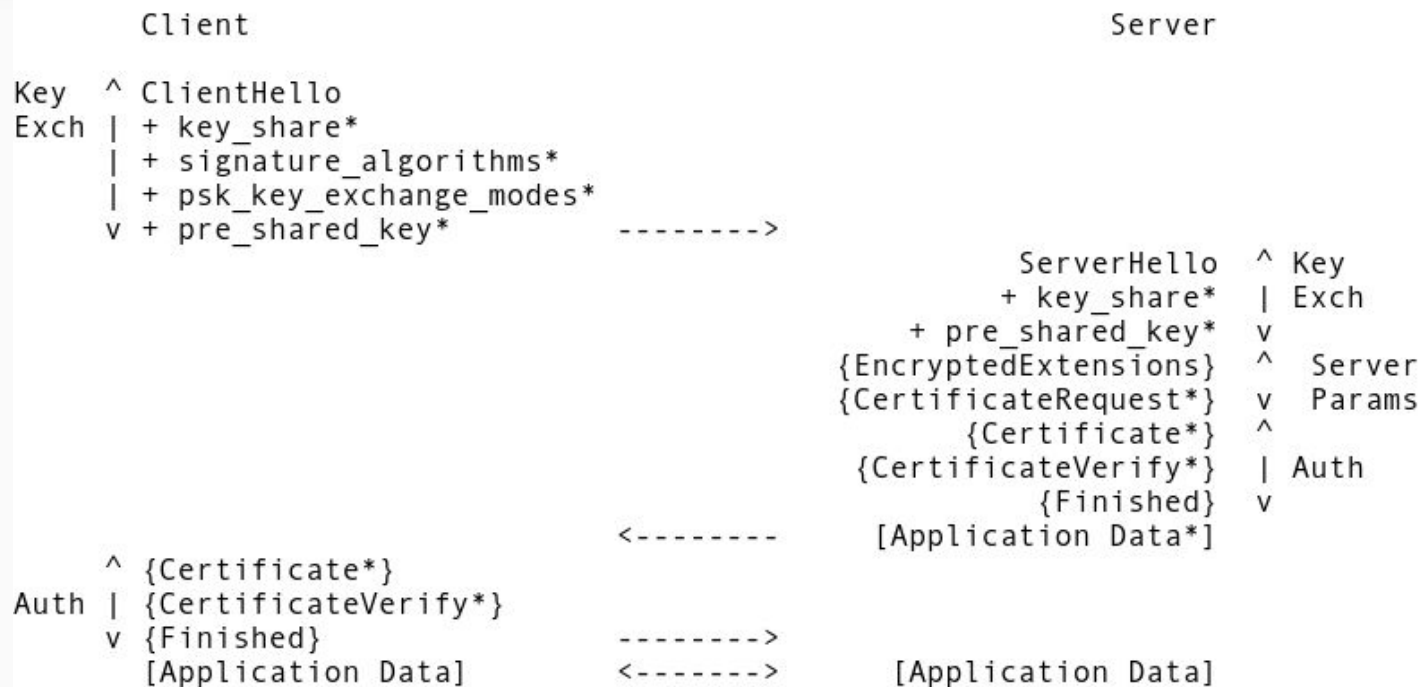 Client                                               Server
Key  ^ ClientHello
Exch | + key_share*
     | + signature_algorithms*
     | + psk_key_exchange_modes*
     v + pre_shared_key*         -------->
                                                ServerHello  ^ Key
                                               + key_share*  | Exch
                                          + pre_shared_key*  v
                                      {EncryptedExtensions}  ^  Server
                                      {CertificateRequest*}  v  Params
                                             {Certificate*}  ^
                                       {CertificateVerify*}  | Auth
                                                 {Finished}  v
                                 <--------  [Application Data*]
     ^ {Certificate*}
Auth | {CertificateVerify*}
     v {Finished}                -------->
       [Application Data]        <------->  [Application Data]